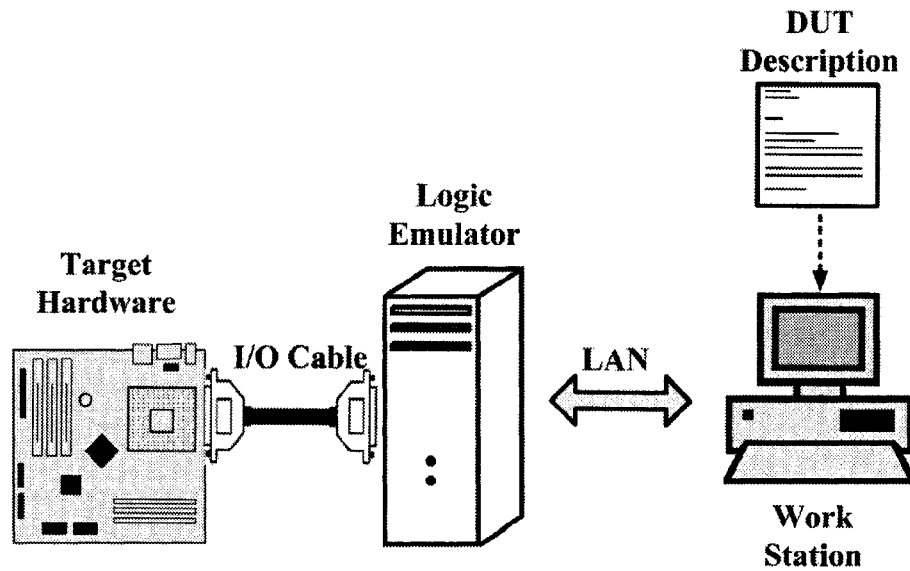 DUT
Description
Logic
Emulator
Target
Hardware
I/O Cable
LAN
Work
Station